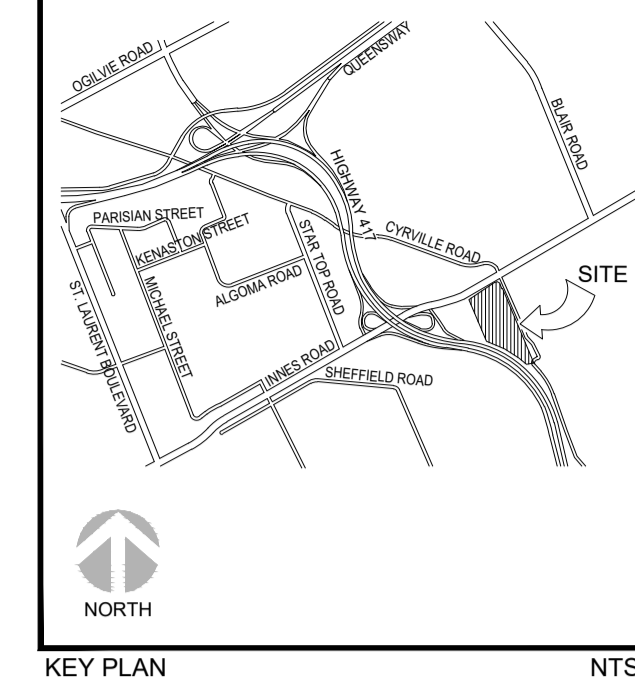 OGILVIE ROAD
QUEENSWAY
BLAIR ROAD
HIGHWAY 417
PARISIAN STREET
KENASTON STREET
CYRVILLE ROAD
STAR TOP ROAD
SITE
ALGOMA ROAD
MICHAEL STREET
ST. LAURENT BOULEVARD
INNES ROAD
SHEFFIELD ROAD
NORTH
KEY PLAN NTS